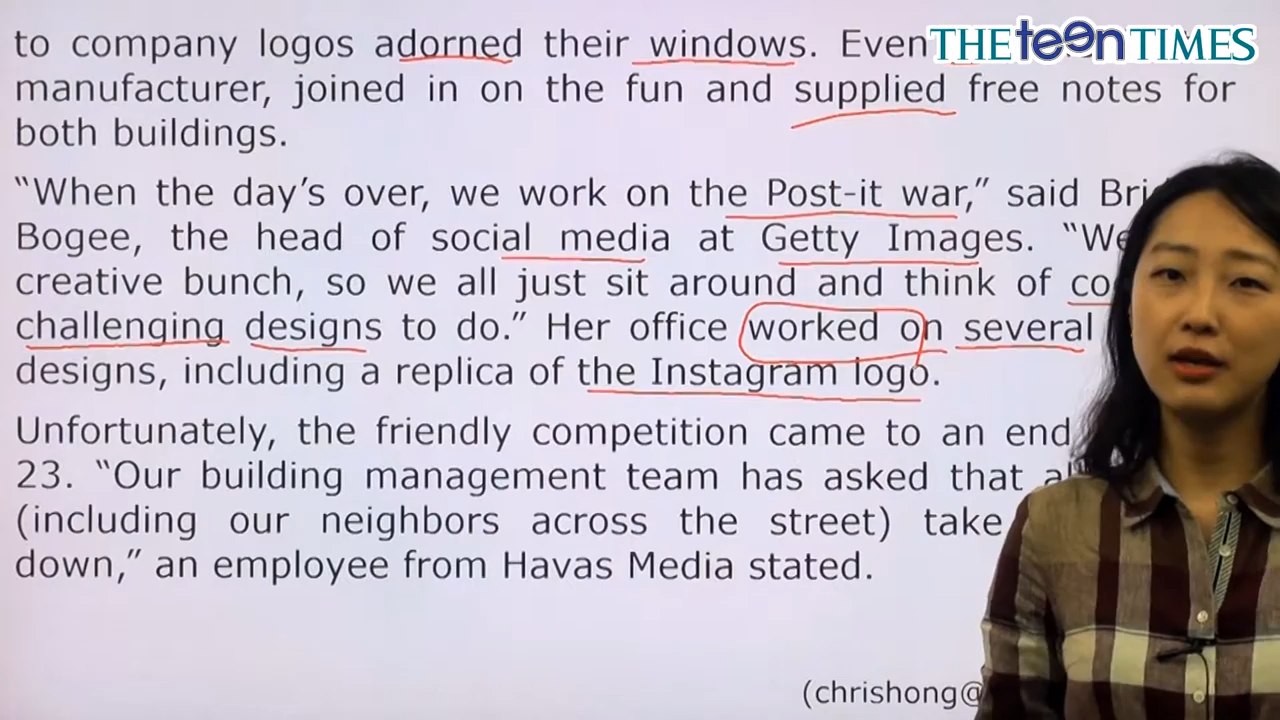 THE teen TIMES
to company logos adorned their windows. Even
manufacturer, joined in on the fun and supplied free notes for
both buildings.
“When the day’s over, we work on the Post-it war,” said
Bogee, the head of social media at Getty Images.
creative bunch, so we all just sit around and think of
challenging designs to do.” Her office worked on several
designs, including a replica of the Instagram logo.
Unfortunately, the friendly competition came to an end
23. “Our building management team has asked that
(including our neighbors across the street) take
down,” an employee from Havas Media stated.
(chrishong@